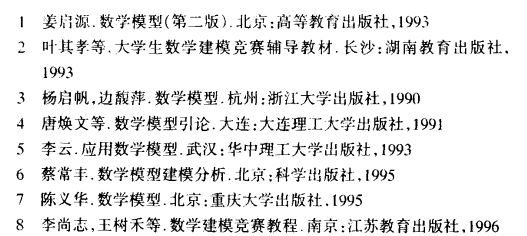 1 姜启源.数学模型(第二版).北京:高等教育出版社,1993
2 叶其孝等.大学生数学建模竞赛辅导教材.长沙:湖南教育出版社,
1993
3 杨启帆,边馥萍.数学模型.杭州:浙江大学出版社,1990
4 唐焕文等.数学模型引论.大连:大连理工大学出版社,1991
5 李云.应用数学模型.武汉:华中理工大学出版社,1993
6 蔡常丰.数学模型建模分析.北京:科学出版社,1995
7 陈义华.数学模型.北京:重庆大学出版社,1995
8 李尚志,王树禾等.数学建模竞赛教程.南京:江苏教育出版社,1996